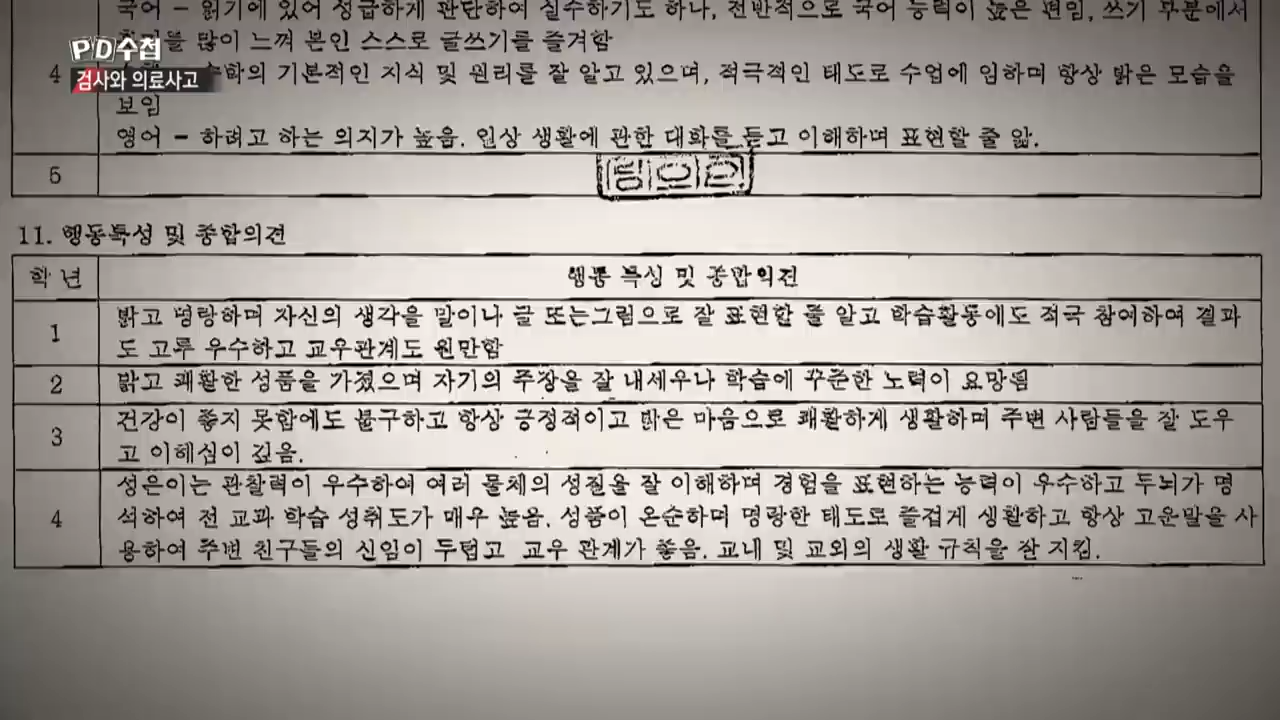 국어 - 읽기에 있어 성급하게 판단하여 실수하기도 하나, 전반적으로 국어 능력이 높은 편임, 쓰기 부분에서
PD수첩
많이 느껴 본인 스스로 글쓰기를 즐겨함
4 수학의 기본적인 지식 및 원리를 잘 알고 있으며, 적극적인 태도로 수업에 임하며 항상 밝은 모습을
검사와 의료사고
보임
영어 - 하려고 하는 의지가 높음. 일상 생활에 관한 대화를 듣고 이해하며 표현할 줄 앎.
5
11. 행동특성 및 종합의견
학 년 행동 특성 및 종합의견
1 밝고 명랑하며 자신의 생각을 말이나 글 또는그림으로 잘 표현할 줄 알고 학습활동에도 적극 참여하여 결과
도 고루 우수하고 교우관계도 원만함
2 밝고 쾌활한 성품을 가졌으며 자기의 주장을 잘 내세우나 학습에 꾸준한 노력이 요망됨
3 건강이 좋지 못함에도 불구하고 항상 긍정적이고 맑은 마음으로 쾌활하게 생활하며 주변 사람들을 잘 도우
고 이해심이 깊음.
4 성은이는 관찰력이 우수하여 여러 물체의 성질을 잘 이해하며 경험을 표현하는 능력이 우수하고 두뇌가 명
석하여 전 교과 학습 성취도가 매우 높음. 성품이 온순하며 명랑한 태도로 즐겁게 생활하고 항상 고운말을 사
용하여 주변 친구들의 신임이 두텁고 교우 관계가 좋음. 교내 및 교외의 생활 규칙을 잘 지킴.